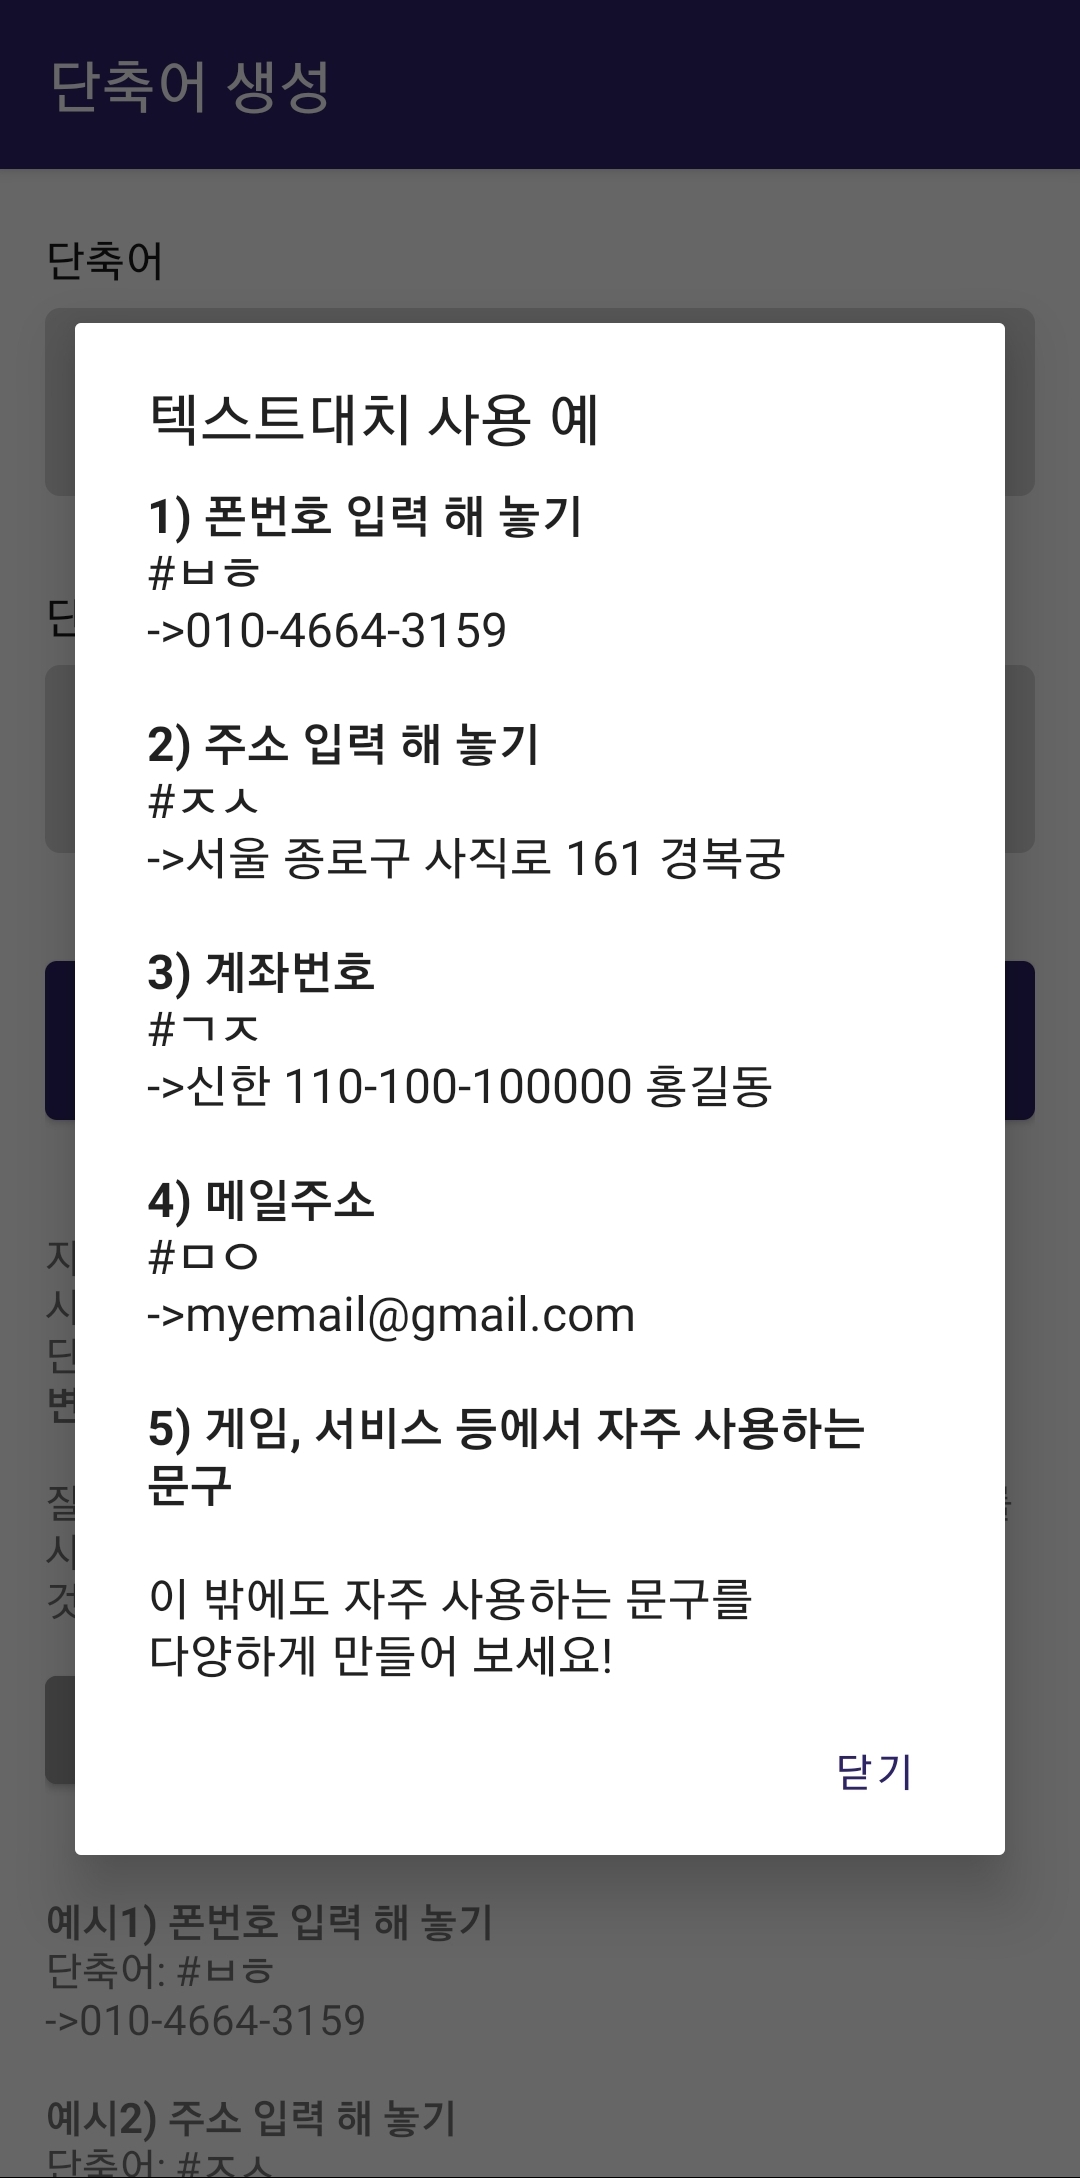 단축어 생성
단축어
텍스트대치 사용 예
1) 폰번호 입력 해 놓기
#ㅂㅎ
->010-4664-3159
2) 주소 입력 해 놓기
#ㅈㅅ
->서울 종로구 사직로 161 경복궁
3) 계좌번호
#ㄱㅈ
->신한 110-100-100000 홍길동
4) 메일주소
#ㅁㅇ
->myemail@gmail.com
5) 게임, 서비스 등에서 자주 사용하는
문구
이 밖에도 자주 사용하는 문구를
다양하게 만들어 보세요!
닫기
예시1) 폰번호 입력 해 놓기
단축어: #ㅂㅎ
->010-4664-3159
예시2) 주소 입력 해 놓기
단축어: #ㅈㅅ